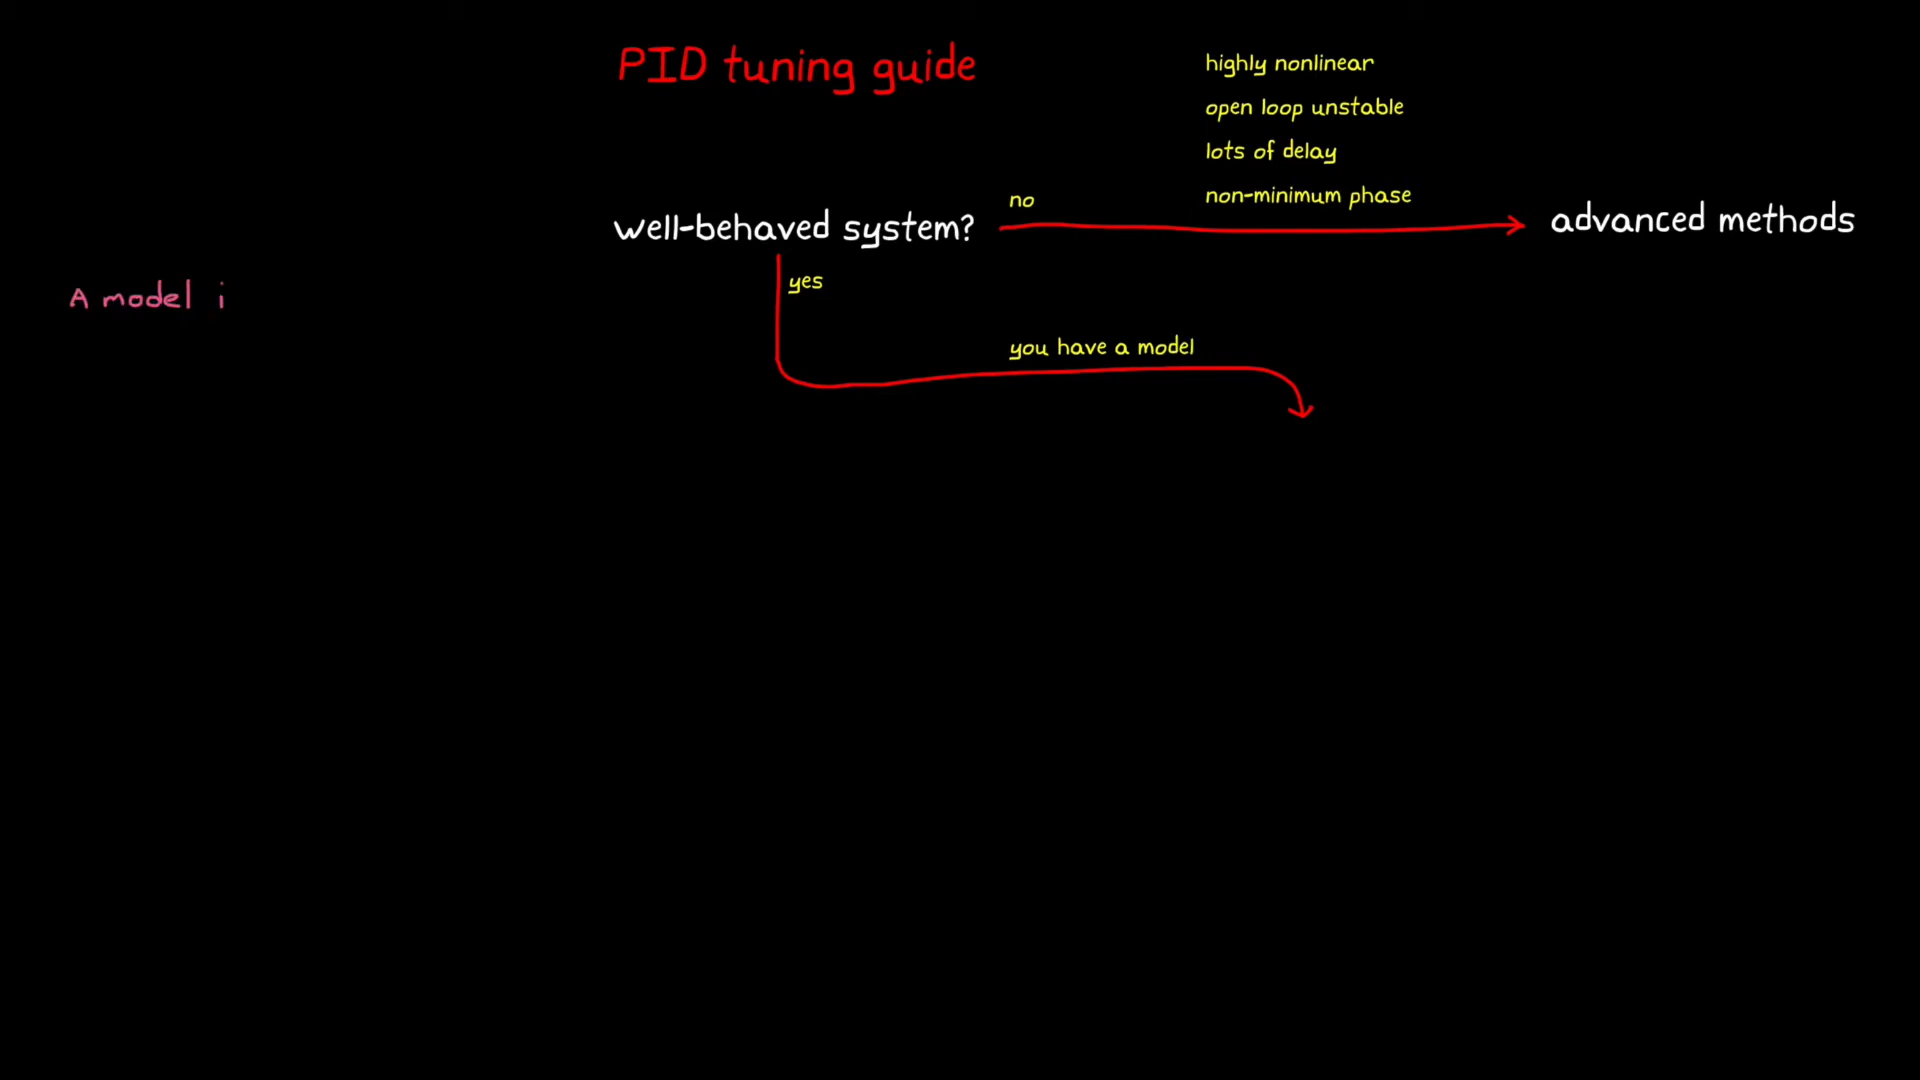 PID tuning guide
highly nonlinear
open loop unstable
lots of delay
non-minimum phase
no
well-behaved system?
advanced methods
yes
A model i
you have a model